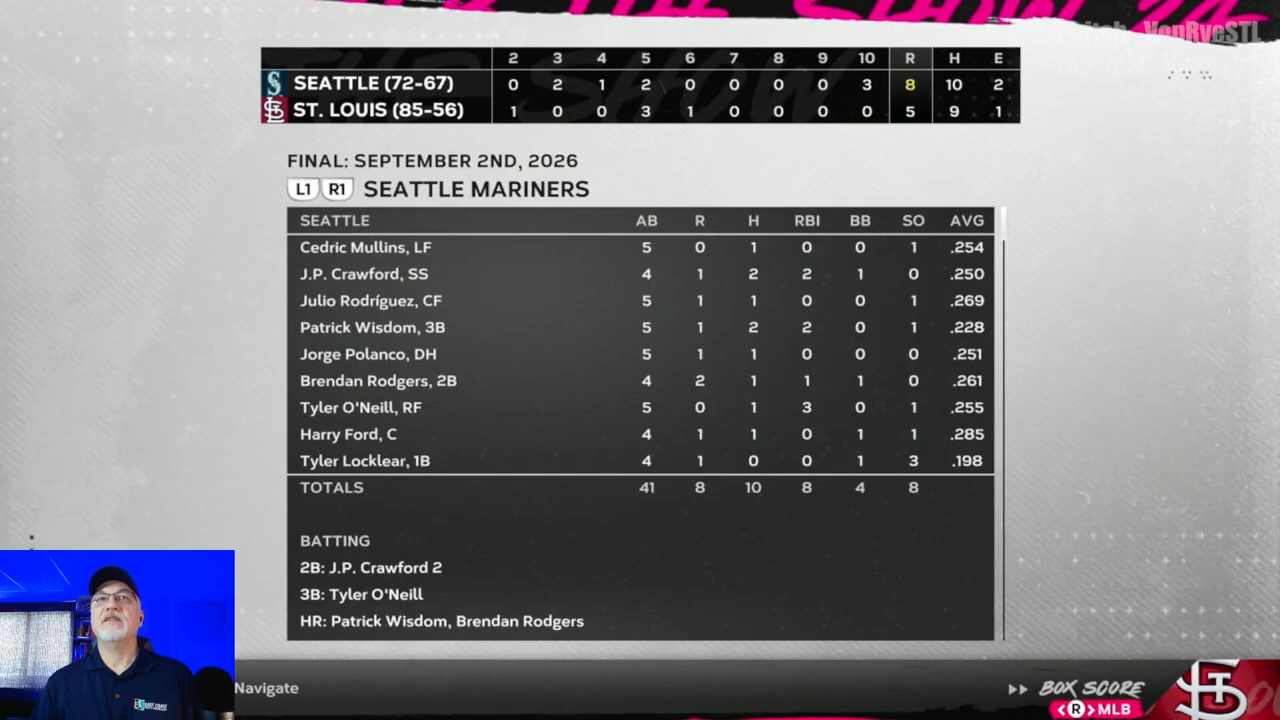 THE SHOW 24
VonRyeSTL
2 3 4 5 6 7 8 9 10 R H E
SEATTLE (72-67) 0 2 1 2 0 0 0 0 3 8 10 2
ST. LOUIS (85-56) 1 0 0 3 1 0 0 0 0 5 9 1
FINAL: SEPTEMBER 2ND, 2026
L1 R1 SEATTLE MARINERS
SEATTLE AB R H RBI BB SO AVG
Cedric Mullins, LF 5 0 1 0 0 1 .254
J.P. Crawford, SS 4 1 2 2 1 0 .250
Julio Rodríguez, CF 5 1 1 0 0 1 .269
Patrick Wisdom, 3B 5 1 2 2 0 1 .228
Jorge Polanco, DH 5 1 1 0 0 0 .251
Brendan Rodgers, 2B 4 2 1 1 1 0 .261
Tyler O'Neill, RF 5 0 1 3 0 1 .255
Harry Ford, C 4 1 1 0 1 1 .285
Tyler Locklear, 1B 4 1 0 0 1 3 .198
TOTALS 41 8 10 8 4 8
BATTING
2B: J.P. Crawford 2
3B: Tyler O'Neill
HR: Patrick Wisdom, Brendan Rodgers
EAST COAST
Navigate
BOX SCORE
R MLB